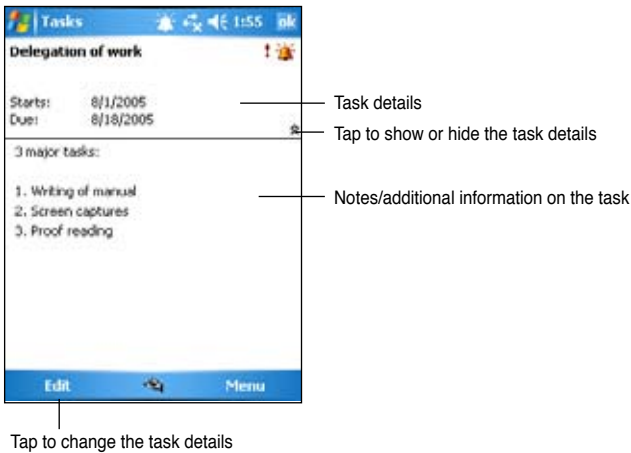 Tasks 1:55 ok
Delegation of work !
Starts: 8/1/2005
Due: 8/18/2005
Task details
Tap to show or hide the task details
3 major tasks:
1. Writing of manual
2. Screen captures
3. Proof reading
Notes/additional information on the task
Edit Menu
Tap to change the task details